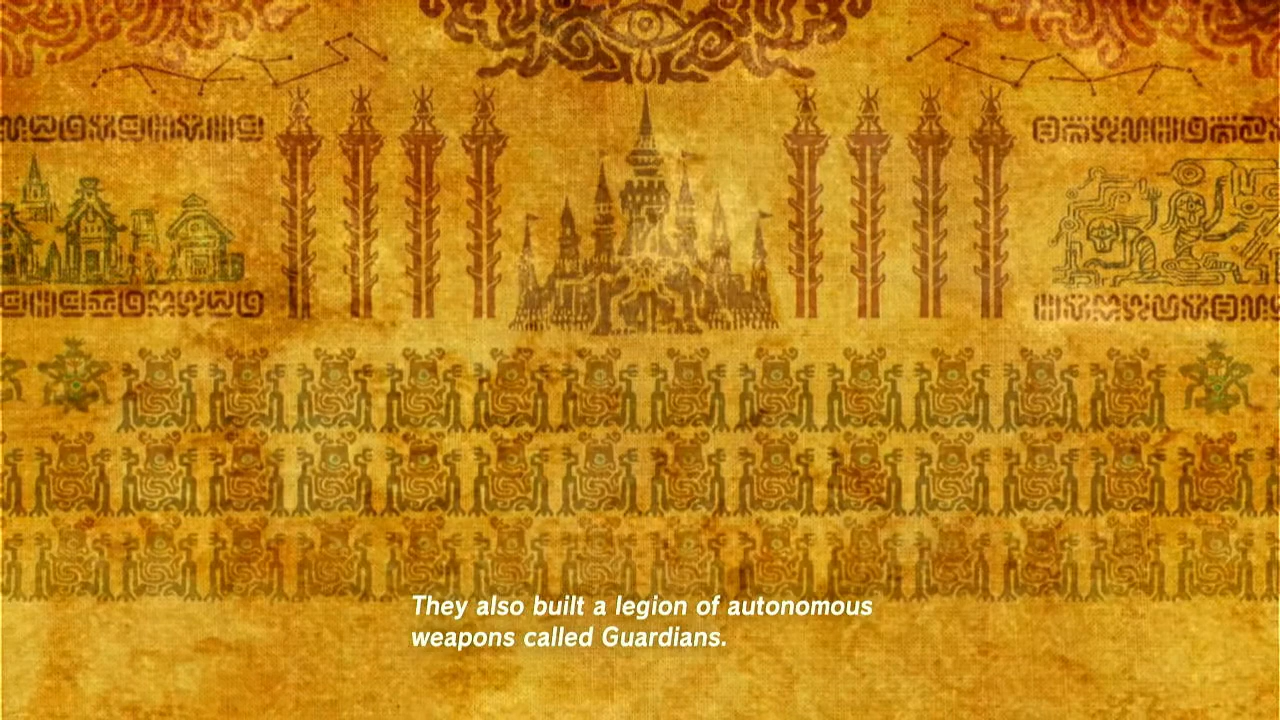 They also built a legion of autonomous
weapons called Guardians.